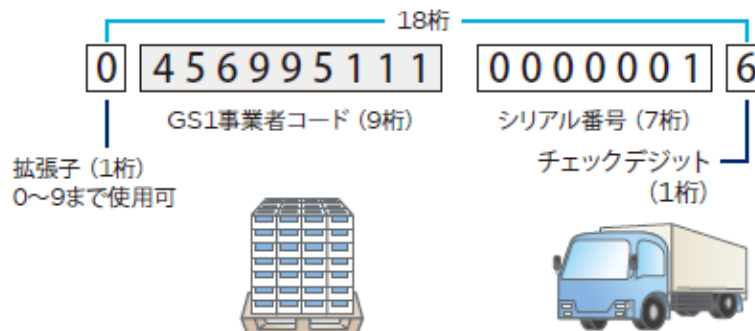 18桁
0 456995111 0000001 6
GS1事業者コード（9桁） シリアル番号（7桁）
拡張子（1桁）
0〜9まで使用可
チェックデジット
（1桁）